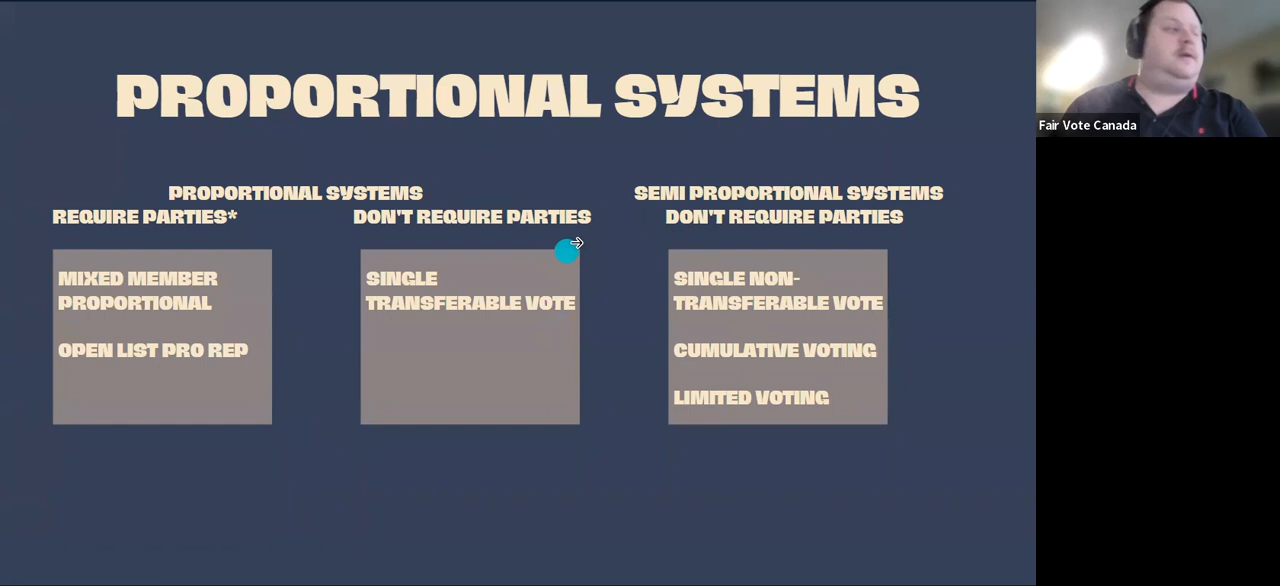 PROPORTIONAL SYSTEMS
PROPORTIONAL SYSTEMS
REQUIRE PARTIES*
DON'T REQUIRE PARTIES
SEMI PROPORTIONAL SYSTEMS
DON'T REQUIRE PARTIES
MIXED MEMBER
PROPORTIONAL
OPEN LIST PRO REP
SINGLE
TRANSFERABLE VOTE
SINGLE NON-
TRANSFERABLE VOTE
CUMULATIVE VOTING
LIMITED VOTING
Fair Vote Canada